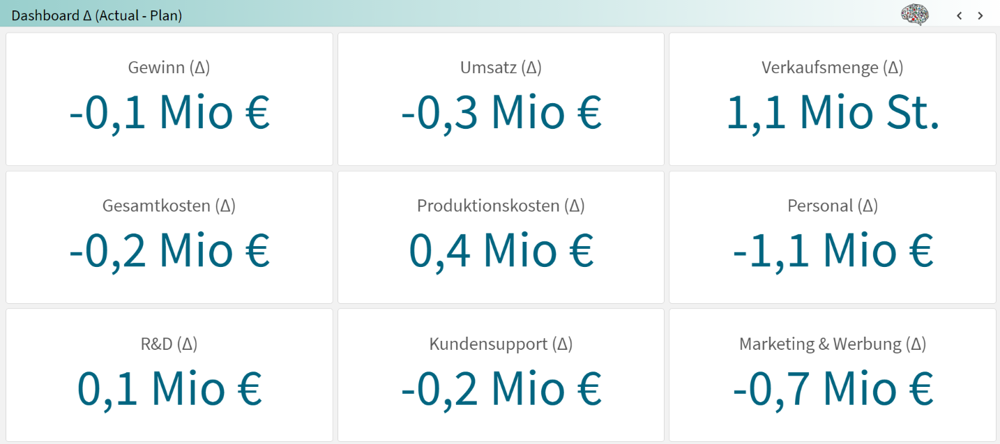 Dashboard Δ (Actual - Plan)
Gewinn (Δ)
-0,1 Mio €
Umsatz (Δ)
-0,3 Mio €
Verkaufsmenge (Δ)
1,1 Mio St.
Gesamtkosten (Δ)
-0,2 Mio €
Produktionskosten (Δ)
0,4 Mio €
Personal (Δ)
-1,1 Mio €
R&D (Δ)
0,1 Mio €
Kundensupport (Δ)
-0,2 Mio €
Marketing & Werbung (Δ)
-0,7 Mio €